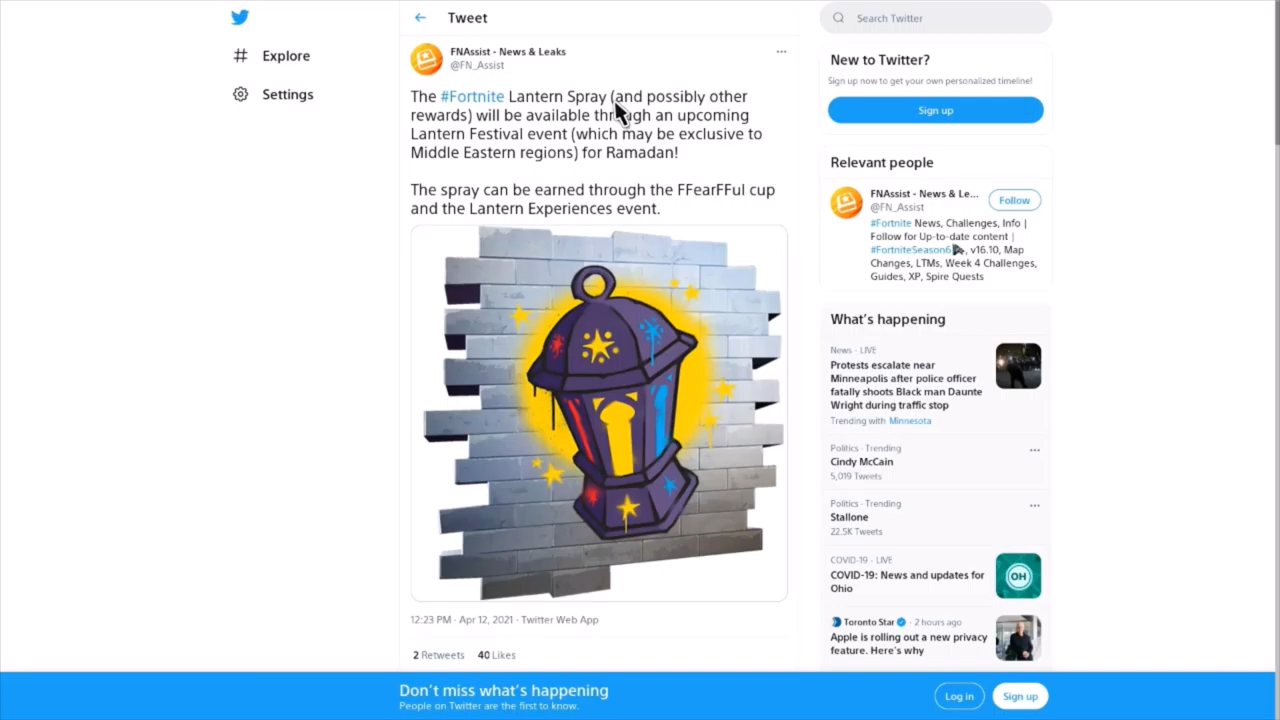 Tweet
Search Twitter
Explore
Settings
FNAssist - News & Leaks
@FN_Assist
The #Fortnite Lantern Spray (and possibly other
rewards) will be available through an upcoming
Lantern Festival event (which may be exclusive to
Middle Eastern regions) for Ramadan!
The spray can be earned through the FFearFFul cup
and the Lantern Experiences event.
12:23 PM · Apr 12, 2021 · Twitter Web App
2 Retweets 40 Likes
New to Twitter?
Sign up now to get your own personalized timeline!
Sign up
Relevant people
FNAssist - News & Le...
@FN_Assist
Follow
#Fortnite News, Challenges, Info |
Follow for Up-to-date content |
#FortniteSeason6 , v16.10, Map
Changes, LTMs, Week 4 Challenges,
Guides, XP, Spire Quests
What's happening
News · LIVE
Protests escalate near
Minneapolis after police officer
fatally shoots Black man Daunte
Wright during traffic stop
Trending with Minnesota
Politics · Trending
Cindy McCain
5,019 Tweets
Politics · Trending
Stallone
22.5K Tweets
COVID-19 · LIVE
COVID-19: News and updates for
Ohio
OH
Toronto Star · 2 hours ago
Apple is rolling out a new privacy
feature. Here's why
Don't miss what's happening
People on Twitter are the first to know.
Log in
Sign up